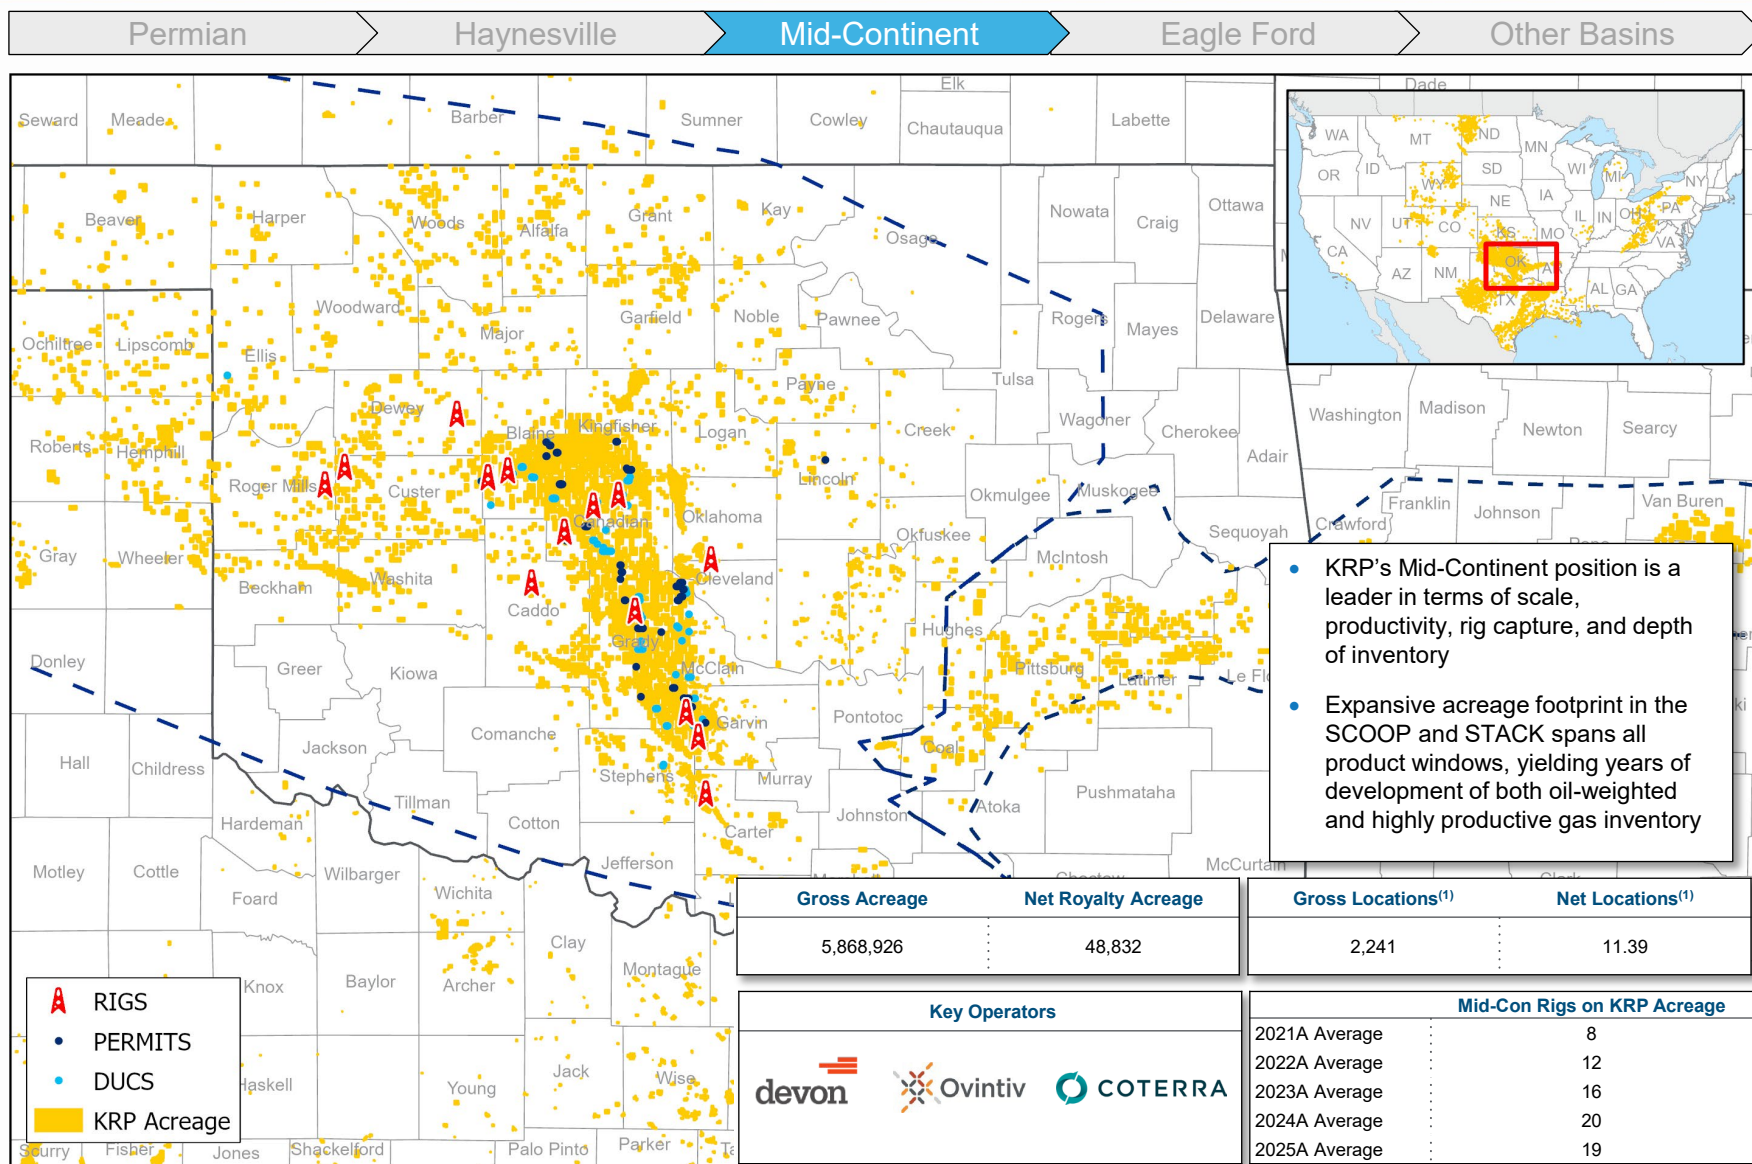 Permian
Haynesville
Mid-Continent
Eagle Ford
Other Basins
Seward
Meade
Barber
Sumner
Cowley
Elk
Chautauqua
Labette
Dade
Beaver
Harper
Woods
Alfalfa
Grant
Kay
Osage
Nowata
Craig
Ottawa
Woodward
Major
Garfield
Noble
Pawnee
Rogers
Mayes
Delaware
Ochiltree
Lipscomb
Ellis
Dewey
Blaine
Kingfisher
Logan
Payne
Creek
Tulsa
Wagoner
Cherokee
Adair
Washington
Madison
Newton
Searcy
Roberts
Hemphill
Roger Mills
Custer
Canadian
Oklahoma
Lincoln
Okmulgee
Muskogee
Okfuskee
McIntosh
Sequoyah
Crawford
Franklin
Johnson
Van Buren
Gray
Wheeler
Beckham
Washita
Caddo
Cleveland
Grady
McClain
Hughes
Pittsburg
Latimer
Donley
Greer
Kiowa
Comanche
Garvin
Pontotoc
Coal
Hall
Childress
Jackson
Tillman
Stephens
Murray
Johnston
Atoka
Pushmataha
McCurtain
Hardeman
Cotton
Jefferson
Carter
Motley
Cottle
Foard
Wilbarger
Wichita
Clay
Montague
Knox
Baylor
Archer
Young
Jack
Wise
Scurry
Fisher
Jones
Shackelford
Palo Pinto
Parker
WA
MT
ND
MN
OR
ID
SD
WI
MI
WY
IA
NY
NE
NV
UT
CO
IL
IN
OH
PA
KS
MO
VA
CA
AZ
NM
OK
AR
TX
AL
GA
• KRP's Mid-Continent position is a
leader in terms of scale,
productivity, rig capture, and depth
of inventory
• Expansive acreage footprint in the
SCOOP and STACK spans all
product windows, yielding years of
development of both oil-weighted
and highly productive gas inventory
Gross Acreage Net Royalty Acreage
5,868,926 48,832
Gross Locations(1) Net Locations(1)
2,241 11.39
RIGS
PERMITS
DUCS
KRP Acreage
Key Operators
devon
Ovintiv
COTERRA
Mid-Con Rigs on KRP Acreage
2021A Average 8
2022A Average 12
2023A Average 16
2024A Average 20
2025A Average 19